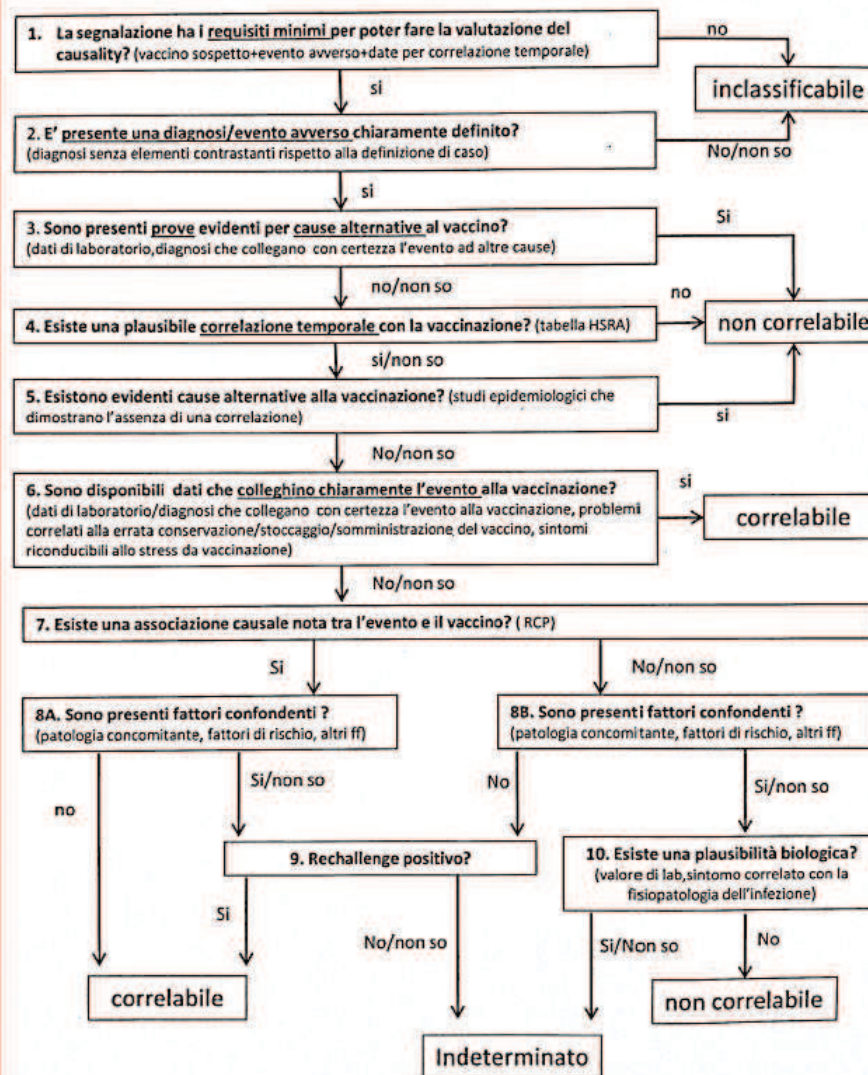 1. La segnalazione ha i requisiti minimi per poter fare la valutazione del
causality? (vaccino sospetto+evento avverso+date per correlazione temporale)
no
si
inclassificabile
2. E' presente una diagnosi/evento avverso chiaramente definito?
(diagnosi senza elementi contrastanti rispetto alla definizione di caso)
No/non so
si
3. Sono presenti prove evidenti per cause alternative al vaccino?
(dati di laboratorio,diagnosi che collegano con certezza l'evento ad altre cause)
Si
no/non so
4. Esiste una plausibile correlazione temporale con la vaccinazione? (tabella HSRA)
no
non correlabile
si/non so
5. Esistono evidenti cause alternative alla vaccinazione? (studi epidemiologici che
dimostrano l'assenza di una correlazione)
si
No/non so
6. Sono disponibili dati che colleghino chiaramente l'evento alla vaccinazione?
(dati di laboratorio/diagnosi che collegano con certezza l'evento alla vaccinazione, problemi
correlati alla errata conservazione/stoccaggio/somministrazione del vaccino, sintomi
riconducibili allo stress da vaccinazione)
si
correlabile
No/non so
7. Esiste una associazione causale nota tra l'evento e il vaccino? ( RCP)
Si
No/non so
8A. Sono presenti fattori confondenti ?
(patologia concomitante, fattori di rischio, altri ff)
8B. Sono presenti fattori confondenti ?
(patologia concomitante, fattori di rischio, altri ff)
no
Si/non so
No
Si/non so
9. Rechallenge positivo?
10. Esiste una plausibilità biologica?
(valore di lab,sintomo correlato con la
fisiopatologia dell'infezione)
Si
No/non so
Si/Non so
No
correlabile
non correlabile
Indeterminato